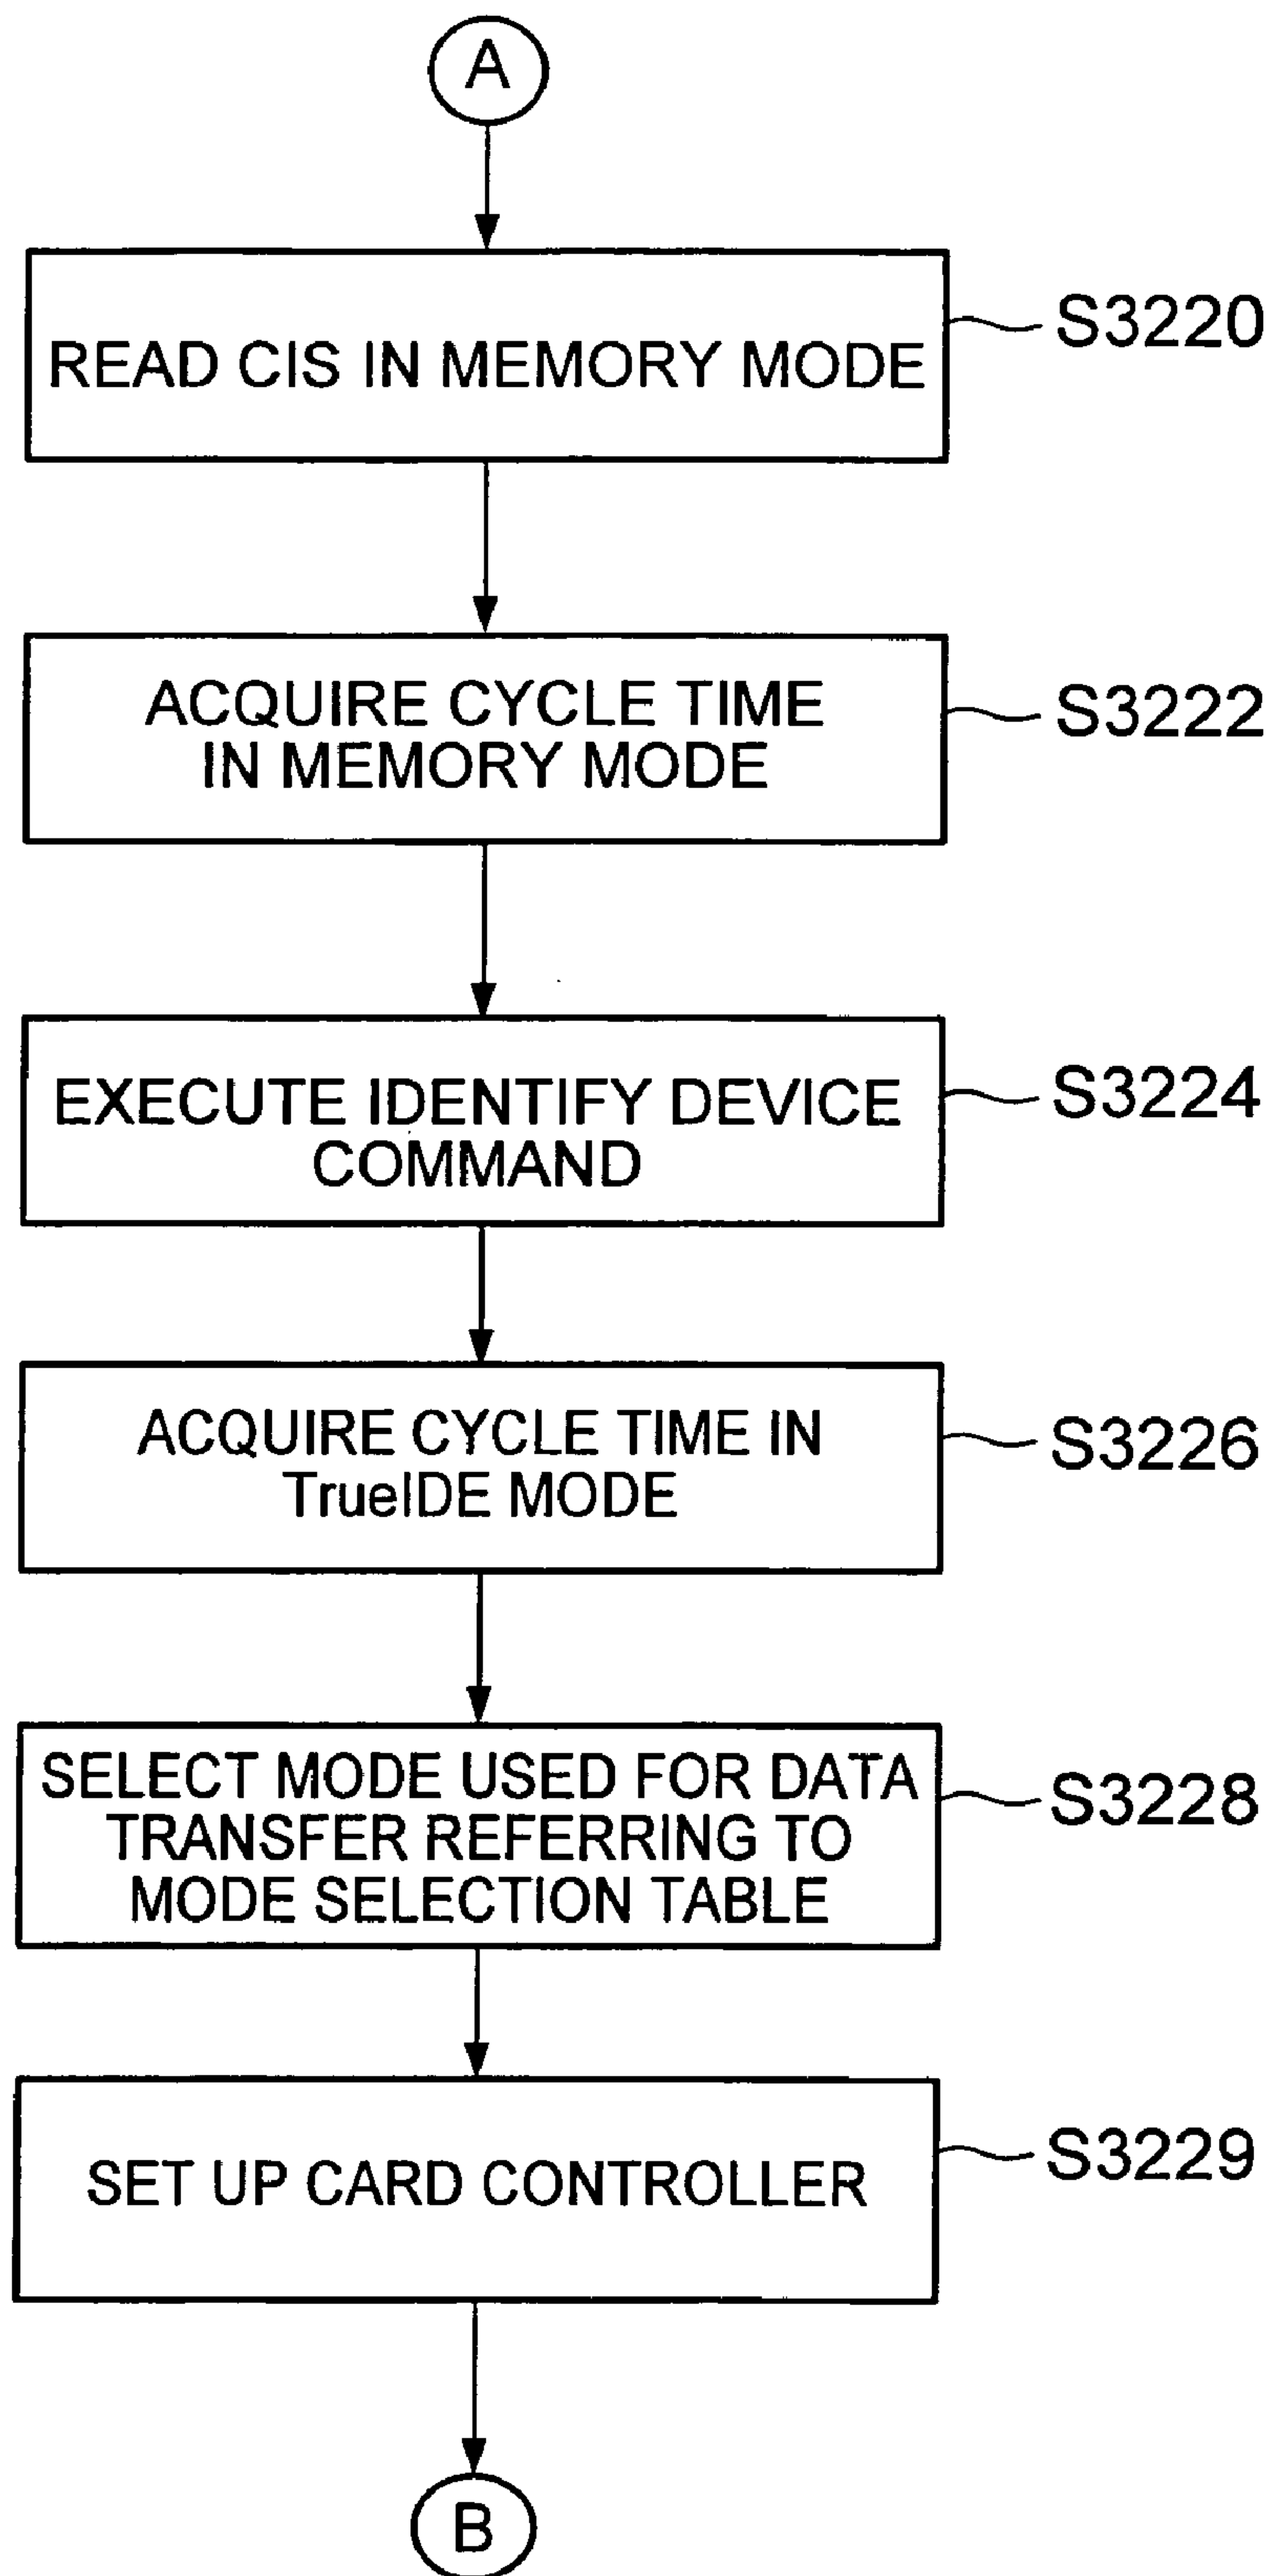 A
READ CIS IN MEMORY MODE
S3220
ACQUIRE CYCLE TIME
IN MEMORY MODE
S3222
EXECUTE IDENTIFY DEVICE
COMMAND
S3224
ACQUIRE CYCLE TIME IN
TrueIDE MODE
S3226
SELECT MODE USED FOR DATA
TRANSFER REFERRING TO
MODE SELECTION TABLE
S3228
SET UP CARD CONTROLLER
S3229
B